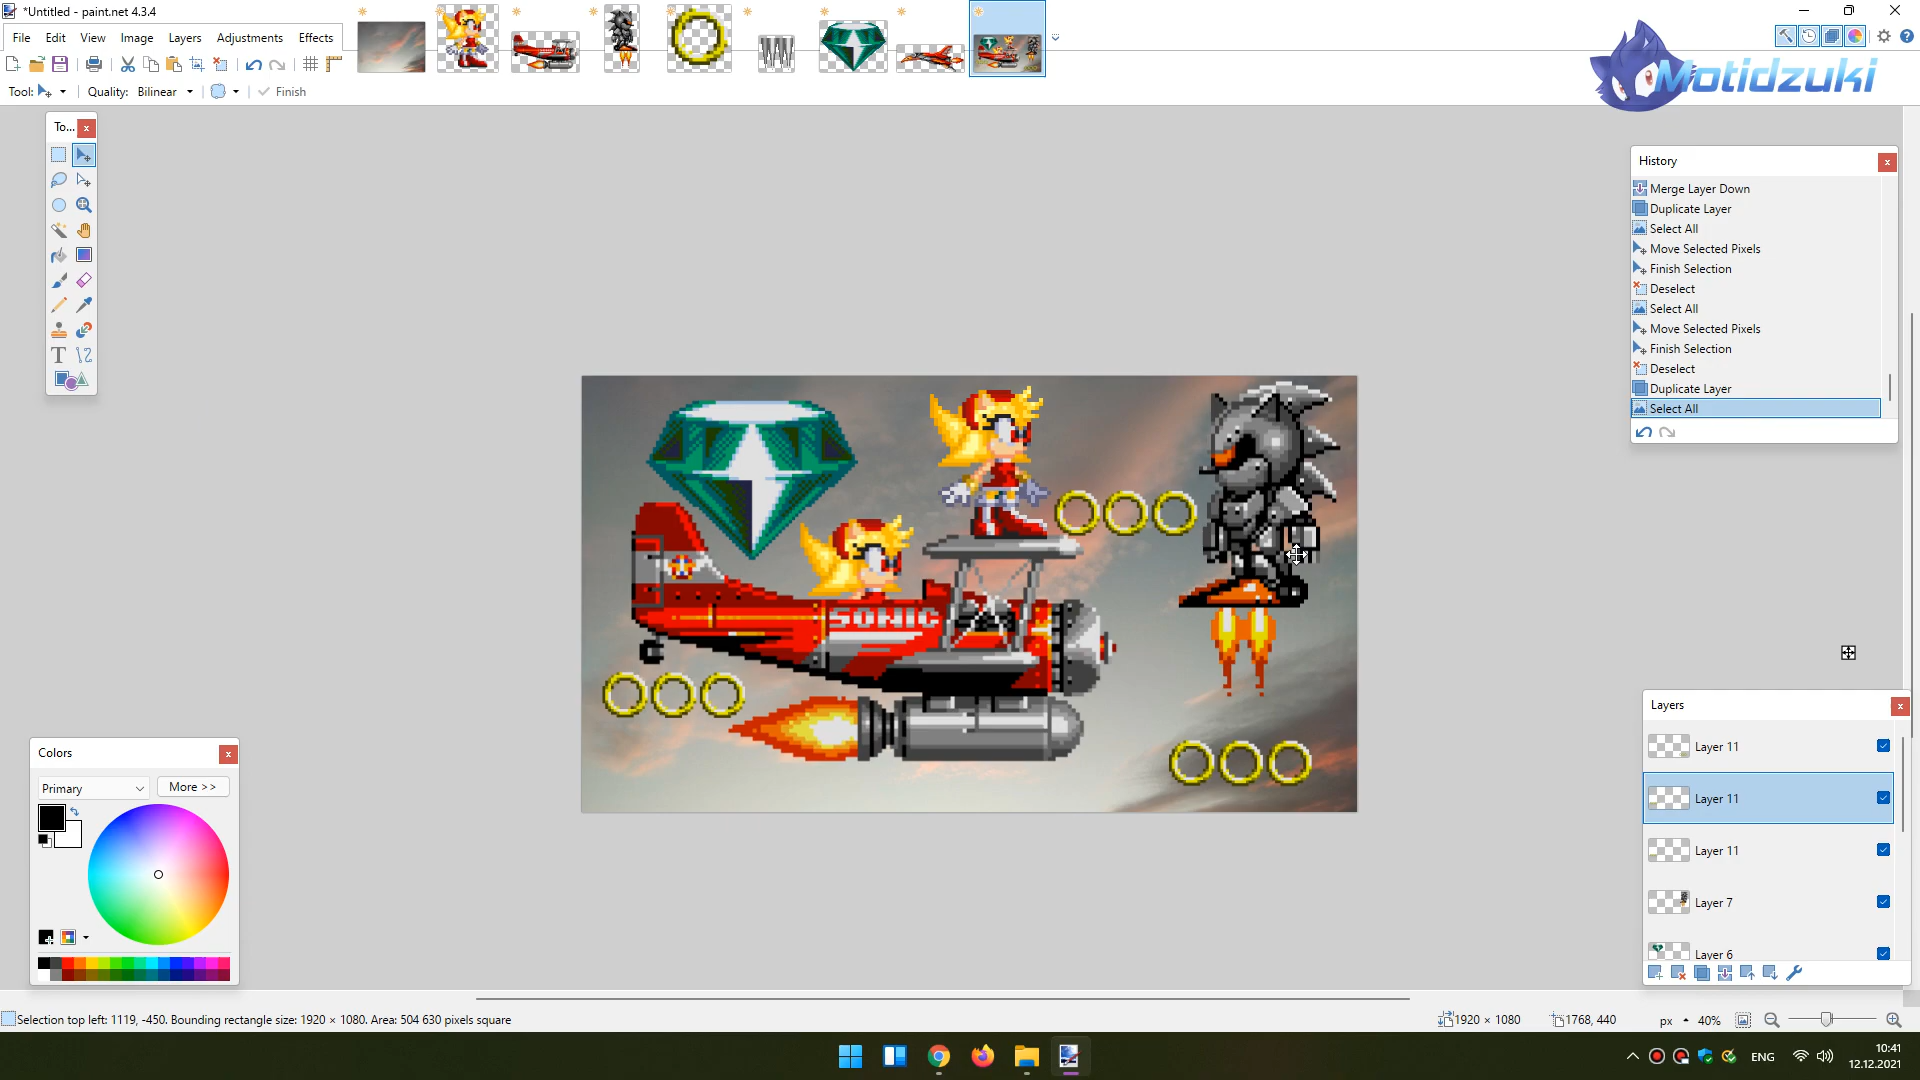 *Untitled - paint.net 4.3.4
File Edit View Image Layers Adjustments Effects
Tool: Quality: Bilinear Finish
Motidzuki
To...
History
Merge Layer Down
Duplicate Layer
Select All
Move Selected Pixels
Finish Selection
Deselect
Select All
Move Selected Pixels
Finish Selection
Deselect
Duplicate Layer
Select All
SONIC
Layers
Layer 11
Layer 11
Layer 11
Layer 7
Layer 6
Colors
Primary More >>
Selection top left: 1119, -450. Bounding rectangle size: 1920 × 1080. Area: 504 630 pixels square
1920 × 1080 1768, 440 px 40%
ENG
10:41
12.12.2021